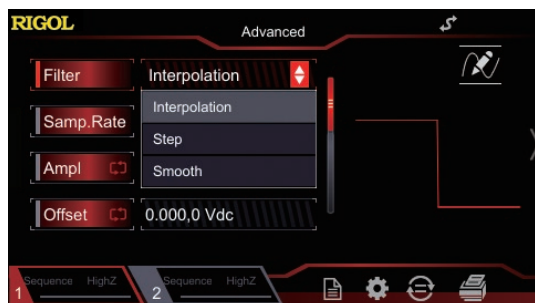 RIGOL
Advanced
Filter
Interpolation
Interpolation
Samp.Rate
Step
Ampl
Smooth
Offset
0.000,0 Vdc
1
Sequence
HighZ
2
Sequence
HighZ